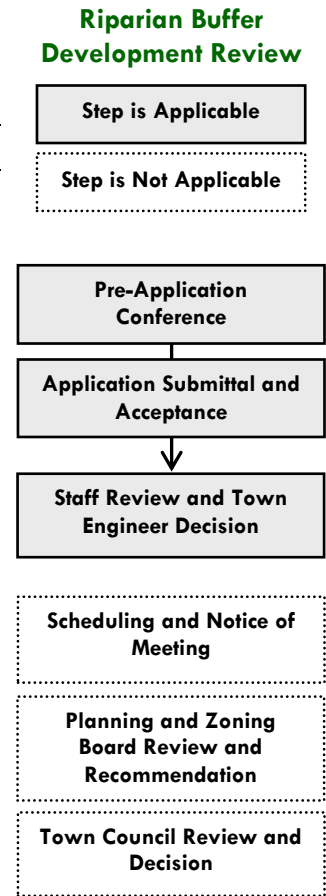 Riparian Buffer
Development Review
Step is Applicable
Step is Not Applicable
Pre-Application
Conference
Application Submittal and
Acceptance
Staff Review and Town
Engineer Decision
Scheduling and Notice of
Meeting
Planning and Zoning
Board Review and
Recommendation
Town Council Review and
Decision